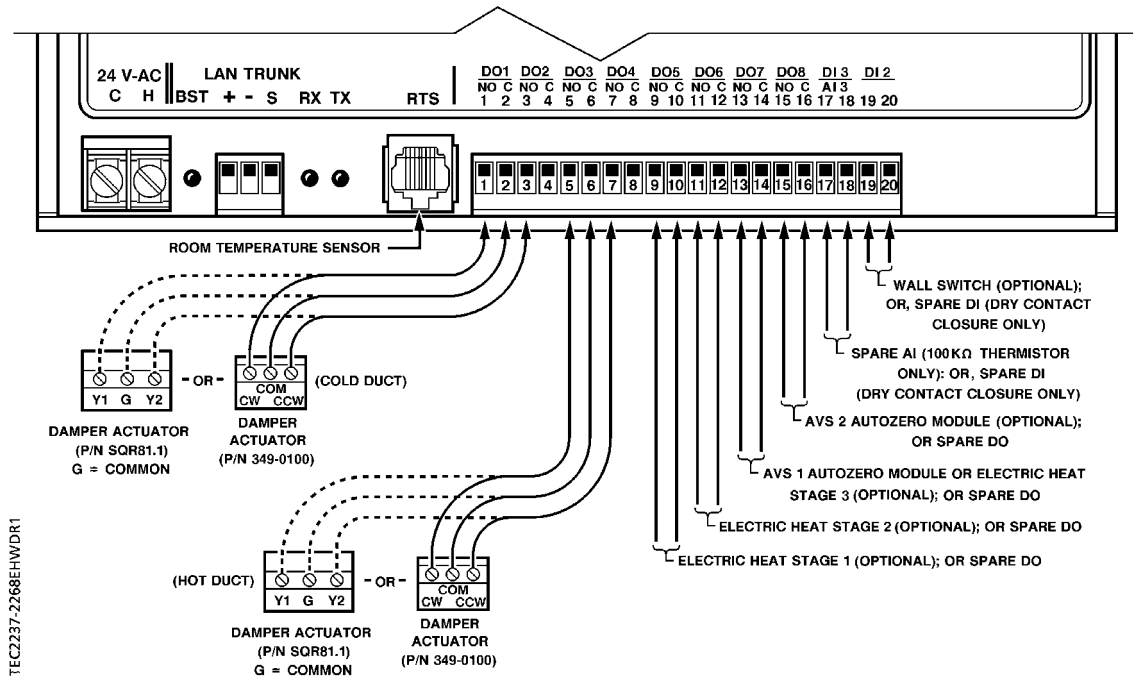 24 V-AC LAN TRUNK DO1 DO2 DO3 DO4 DO5 DO6 DO7 DO8 DI 3 DI 2
C H BST + - S RX TX RTS NO C NO C NO C NO C NO C NO C NO C NO C AI 3
1 2 3 4 5 6 7 8 9 10 11 12 13 14 15 16 17 18 19 20
1 2 3 4 5 6 7 8 9 10 11 12 13 14 15 16 17 18 19 20
ROOM TEMPERATURE SENSOR
WALL SWITCH (OPTIONAL);
OR, SPARE DI (DRY CONTACT
CLOSURE ONLY)
SPARE AI (100KΩ THERMISTOR
ONLY): OR, SPARE DI
(DRY CONTACT CLOSURE ONLY)
AVS 2 AUTOZERO MODULE (OPTIONAL);
OR SPARE DO
AVS 1 AUTOZERO MODULE OR ELECTRIC HEAT
STAGE 3 (OPTIONAL); OR SPARE DO
ELECTRIC HEAT STAGE 2 (OPTIONAL); OR SPARE DO
ELECTRIC HEAT STAGE 1 (OPTIONAL); OR SPARE DO
Y1 G Y2
- OR -
COM
CW CCW
(COLD DUCT)
DAMPER ACTUATOR
(P/N SQR81.1)
G = COMMON
DAMPER
ACTUATOR
(P/N 349-0100)
(HOT DUCT)
Y1 G Y2
- OR -
COM
CW CCW
DAMPER ACTUATOR
(P/N SQR81.1)
G = COMMON
DAMPER
ACTUATOR
(P/N 349-0100)
TEC2237-2268EHWDR1